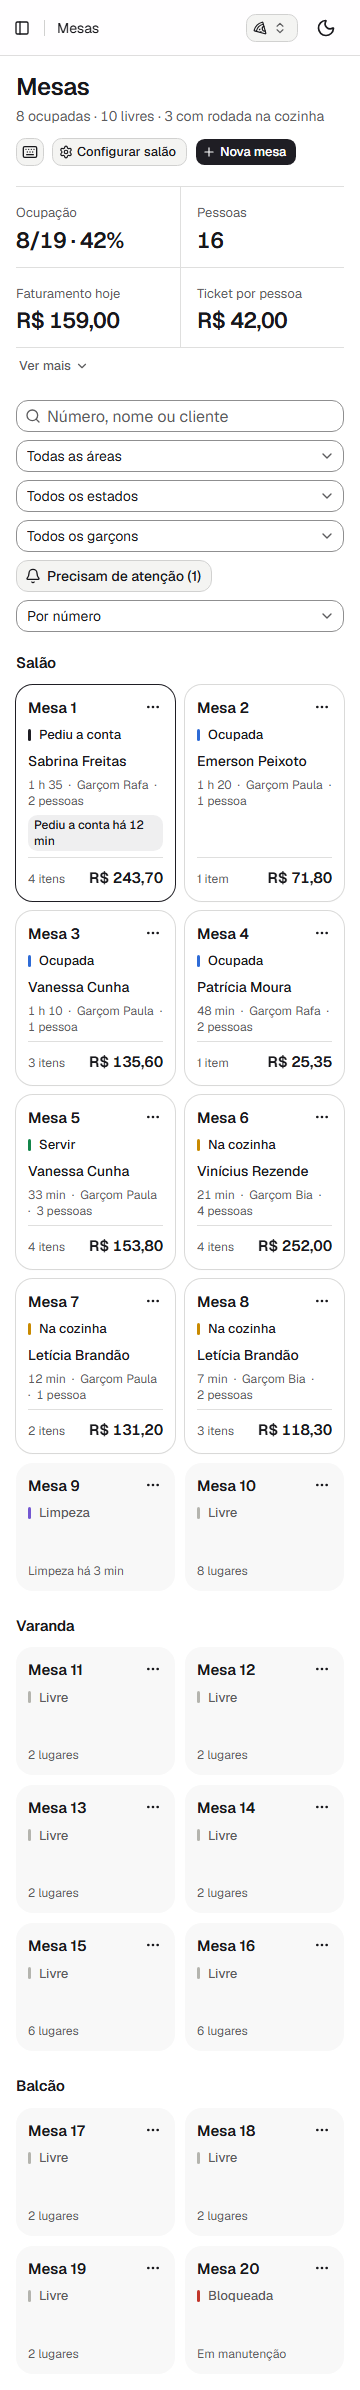 Mesas
Mesas
8 ocupadas · 10 livres · 3 com rodada na cozinha
Configurar salão
Nova mesa
Ocupação
8/19 · 42%
Pessoas
16
Faturamento hoje
R$ 159,00
Ticket por pessoa
R$ 42,00
Ver mais
Número, nome ou cliente
Todas as áreas
Todos os estados
Todos os garçons
Precisam de atenção (1)
Por número
Salão
Mesa 1
Pediu a conta
Sabrina Freitas
1 h 35 · Garçom Rafa ·
2 pessoas
Pediu a conta há 12
min
4 itens R$ 243,70
Mesa 2
Ocupada
Emerson Peixoto
1 h 20 · Garçom Paula ·
1 pessoa
1 item R$ 71,80
Mesa 3
Ocupada
Vanessa Cunha
1 h 10 · Garçom Paula ·
1 pessoa
3 itens R$ 135,60
Mesa 4
Ocupada
Patrícia Moura
48 min · Garçom Rafa ·
2 pessoas
1 item R$ 25,35
Mesa 5
Servir
Vanessa Cunha
33 min · Garçom Paula
· 3 pessoas
4 itens R$ 153,80
Mesa 6
Na cozinha
Vinícius Rezende
21 min · Garçom Bia ·
4 pessoas
4 itens R$ 252,00
Mesa 7
Na cozinha
Letícia Brandão
12 min · Garçom Paula
· 1 pessoa
2 itens R$ 131,20
Mesa 8
Na cozinha
Letícia Brandão
7 min · Garçom Bia ·
2 pessoas
3 itens R$ 118,30
Mesa 9
Limpeza
Limpeza há 3 min
Mesa 10
Livre
8 lugares
Varanda
Mesa 11
Livre
2 lugares
Mesa 12
Livre
2 lugares
Mesa 13
Livre
2 lugares
Mesa 14
Livre
2 lugares
Mesa 15
Livre
6 lugares
Mesa 16
Livre
6 lugares
Balcão
Mesa 17
Livre
2 lugares
Mesa 18
Livre
2 lugares
Mesa 19
Livre
2 lugares
Mesa 20
Bloqueada
Em manutenção